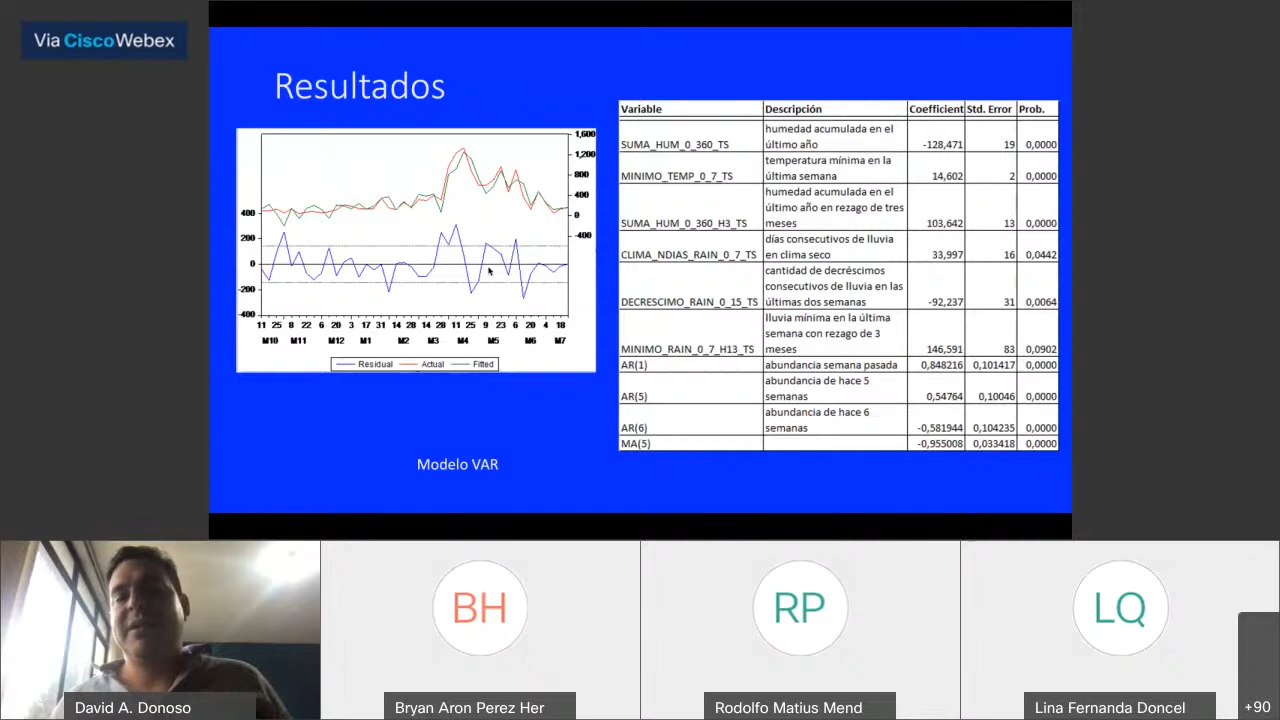 Via Cisco Webex
Resultados
1,600
1,200
800
400
0
-400
400
200
0
-200
-400
11 25 8 22 6 20 3 17 31 14 28 14 28 11 25 9 23 6 20 4 18
M10 M11 M12 M1 M2 M3 M4 M5 M6 M7
Residual Actual Fitted
Modelo VAR
Variable Descripción Coefficient Std. Error Prob.
humedad acumulada en el
SUMA_HUM_0_360_TS último año -128,471 19 0,0000
temperatura mínima en la
MINIMO_TEMP_0_7_TS última semana 14,602 2 0,0000
humedad acumulada en el
último año en rezago de tres
SUMA_HUM_0_360_H3_TS meses 103,642 13 0,0000
días consecutivos de lluvia
CLIMA_NDIAS_RAIN_0_7_TS en clima seco 33,997 16 0,0442
cantidad de decréscimos
consecutivos de lluvia en las
DECRESCIMO_RAIN_0_15_TS últimas dos semanas -92,237 31 0,0064
lluvia mínima en la última
semana con rezago de 3
MINIMO_RAIN_0_7_H13_TS meses 146,591 83 0,0902
AR(1) abundancia semana pasada 0,848216 0,101417 0,0000
abundancia de hace 5
AR(5) semanas 0,54764 0,10046 0,0000
abundancia de hace 6
AR(6) semanas -0,581944 0,104235 0,0000
MA(5) -0,955008 0,033418 0,0000
BH
RP
LQ
David A. Donoso
Bryan Aron Perez Her
Rodolfo Matius Mend
Lina Fernanda Doncel
+90